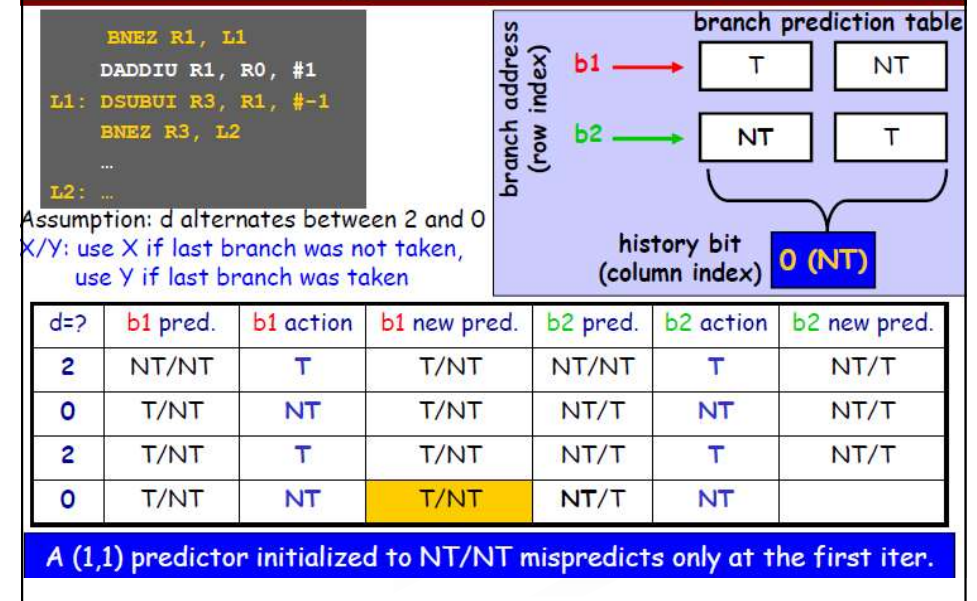 BNEZ R1, L1
DADDIU R1, R0, #1
L1: DSUBUI R3, R1, #-1
BNEZ R3, L2
…
L2: …
branch prediction table
branch address
(row index)
b1 T NT
b2 NT T
history bit
(column index) 0 (NT)
Assumption: d alternates between 2 and 0
X/Y: use X if last branch was not taken,
use Y if last branch was taken
d=? b1 pred. b1 action b1 new pred. b2 pred. b2 action b2 new pred.
2 NT/NT T T/NT NT/NT T NT/T
0 T/NT NT T/NT NT/T NT NT/T
2 T/NT T T/NT NT/T T NT/T
0 T/NT NT T/NT NT/T NT
A (1,1) predictor initialized to NT/NT mispredicts only at the first iter.